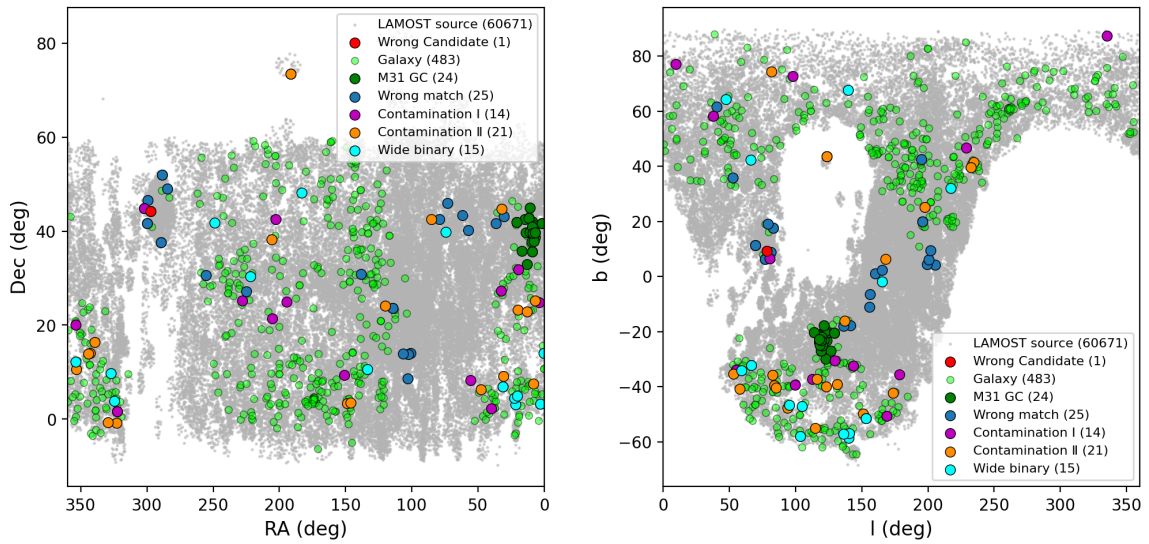 LAMOST source (60671)
Wrong Candidate (1)
Galaxy (483)
M31 GC (24)
Wrong match (25)
Contamination Ⅰ (14)
Contamination Ⅱ (21)
Wide binary (15)
80
60
40
20
0
Dec (deg)
350 300 250 200 150 100 50 0
RA (deg)
80
60
40
20
0
−20
−40
−60
b (deg)
LAMOST source (60671)
Wrong Candidate (1)
Galaxy (483)
M31 GC (24)
Wrong match (25)
Contamination Ⅰ (14)
Contamination Ⅱ (21)
Wide binary (15)
0 50 100 150 200 250 300 350
l (deg)